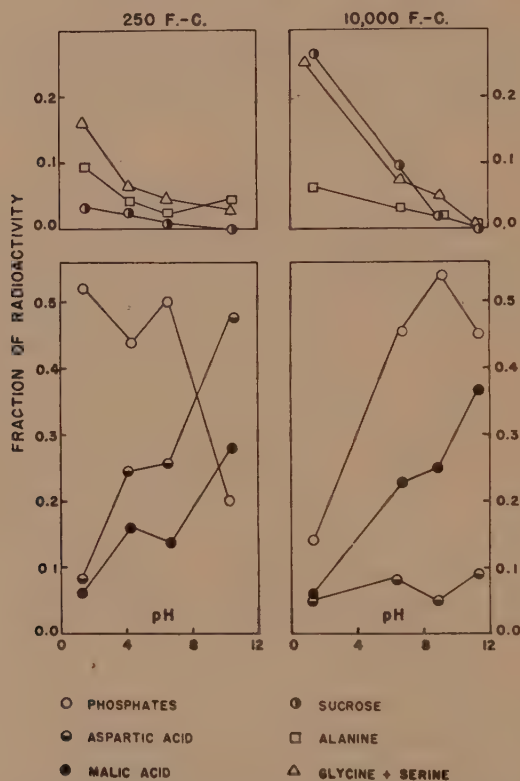 250 F.-C.
10,000 F.-C.
FRACTION OF RADIOACTIVITY
0.2
0.1
0.0
0.2
0.1
0.0
0.5
0.4
0.3
0.2
0.1
0.0
0.5
0.4
0.3
0.2
0.1
0.0
pH
pH
0 4 8 12
0 4 8 12
PHOSPHATES
SUCROSE
ASPARTIC ACID
ALANINE
MALIC ACID
GLYCINE + SERINE